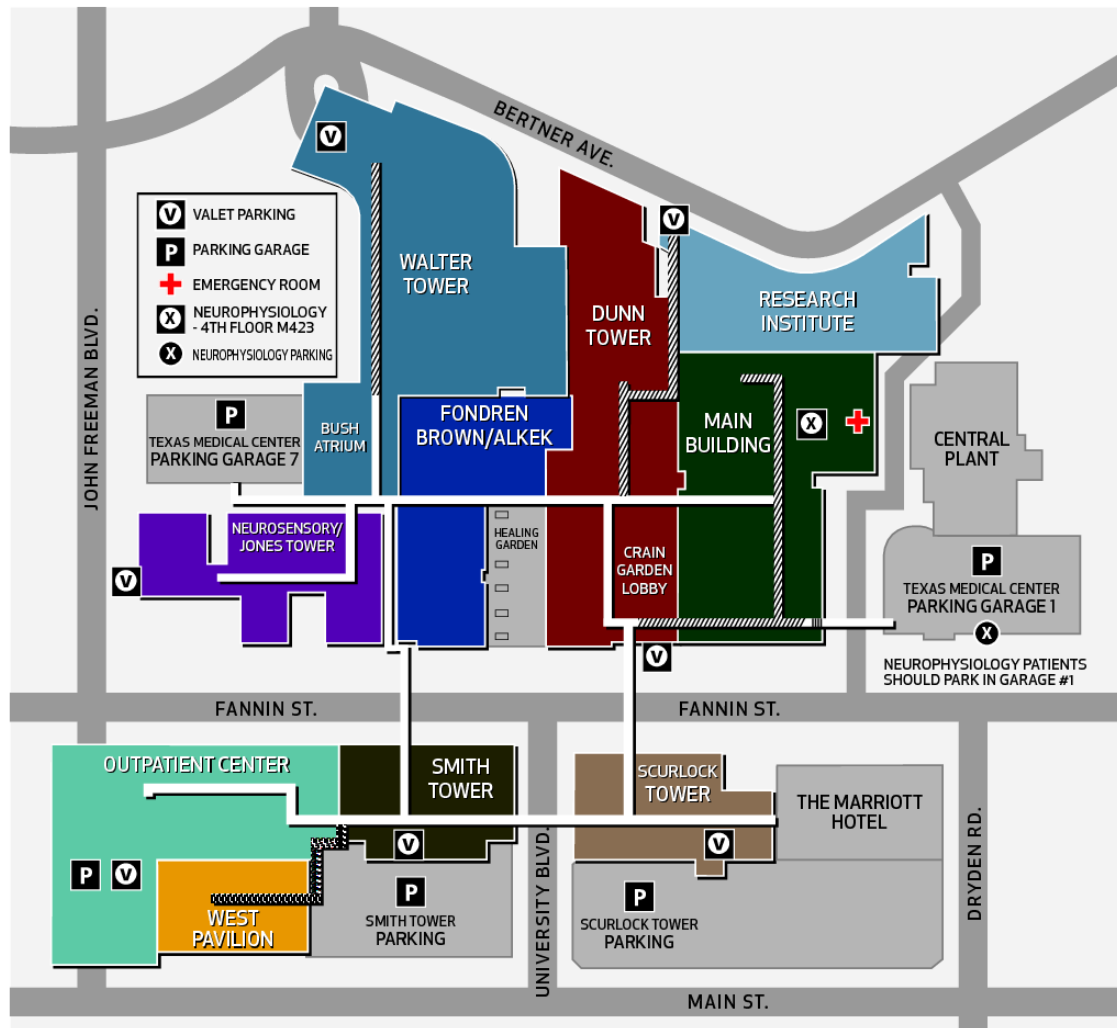 BERTNER AVE.
V
V
VALET PARKING
P
PARKING GARAGE
EMERGENCY ROOM
X
NEUROPHYSIOLOGY
- 4TH FLOOR M423
X
NEUROPHYSIOLOGY PARKING
JOHN FREEMAN BLVD.
WALTER
TOWER
V
DUNN
TOWER
RESEARCH
INSTITUTE
P
TEXAS MEDICAL CENTER
PARKING GARAGE 7
BUSH
ATRIUM
FONDREN
BROWN/ALKEK
MAIN
BUILDING
X
CENTRAL
PLANT
NEUROSENSORY/
JONES TOWER
V
HEALING
GARDEN
CRAIN
GARDEN
LOBBY
V
P
TEXAS MEDICAL CENTER
PARKING GARAGE 1
X
NEUROPHYSIOLOGY PATIENTS
SHOULD PARK IN GARAGE #1
FANNIN ST.
FANNIN ST.
OUTPATIENT CENTER
SMITH
TOWER
V
SCURLOCK
TOWER
V
THE MARRIOTT
HOTEL
P
V
WEST
PAVILION
P
SMITH TOWER
PARKING
UNIVERSITY BLVD.
P
SCURLOCK TOWER
PARKING
DRYDEN RD.
MAIN ST.